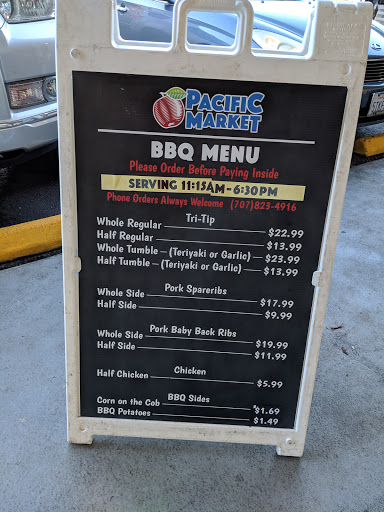 PACIFIC
MARKET
BBQ MENU
Please Order Before Paying Inside
SERVING 11:15AM - 6:30PM
Phone Orders Always Welcome (707)823-4916
Tri-Tip
Whole Regular $22.99
Half Regular $13.99
Whole Tumble - (Teriyaki or Garlic) $23.99
Half Tumble - (Teriyaki or Garlic) $13.99
Pork Spareribs
Whole Side $17.99
Half Side $9.99
Pork Baby Back Ribs
Whole Side $19.99
Half Side $11.99
Chicken
Half Chicken $5.99
BBQ Sides
Corn on the Cob $1.69
BBQ Potatoes $1.49